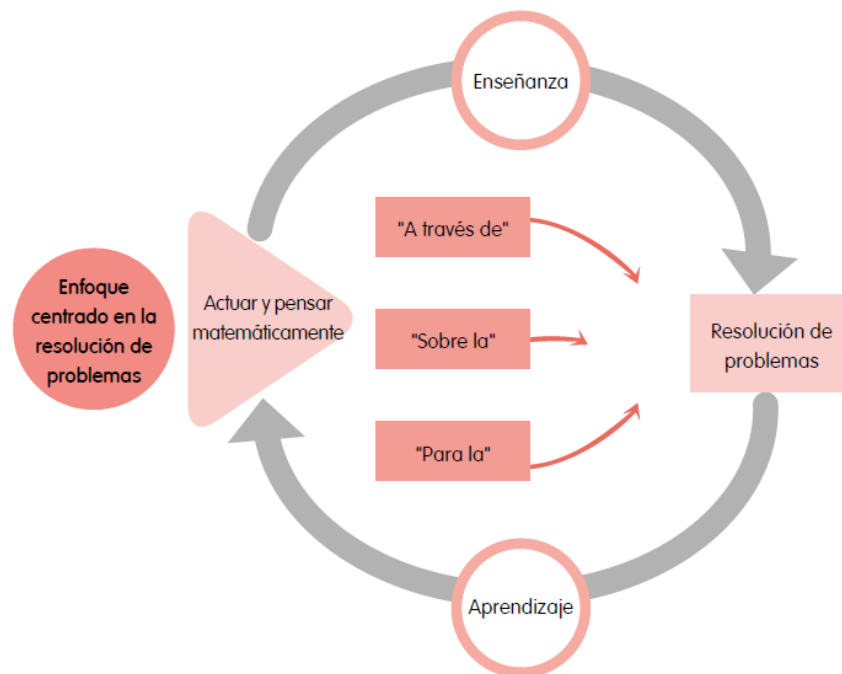 Enseñanza
"A través de"
Enfoque
centrado en la
resolución de
problemas
Actuar y pensar
matemáticamente
"Sobre la"
Resolución de
problemas
"Para la"
Aprendizaje